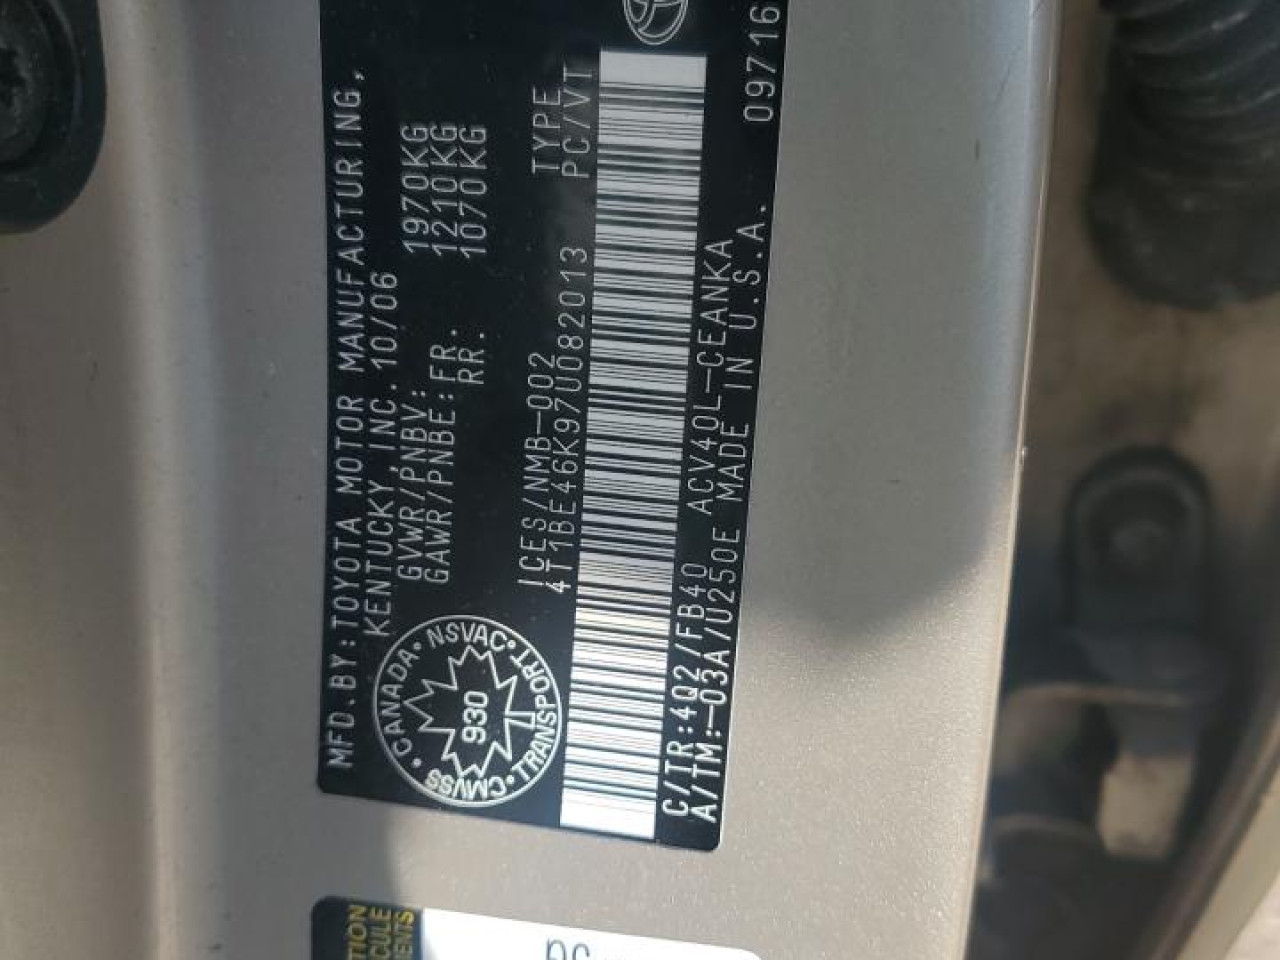 MFD. BY: TOYOTA MOTOR MANUFACTURING,
KENTUCKY, INC. 10/06
GVWR/PNBV: 1970KG
GAWR/PNBE: FR. 1210KG
RR. 1070KG
CANADA • NSVAC • TRANSPORT • CMVSS •
930
ICES/NMB-002
TYPE
4T1BE46K97U082013 PC/VT
C/TR:4Q2/FB40 ACV40L-CEANKA
A/TM:-03A/U250E MADE IN U.S.A. 09716